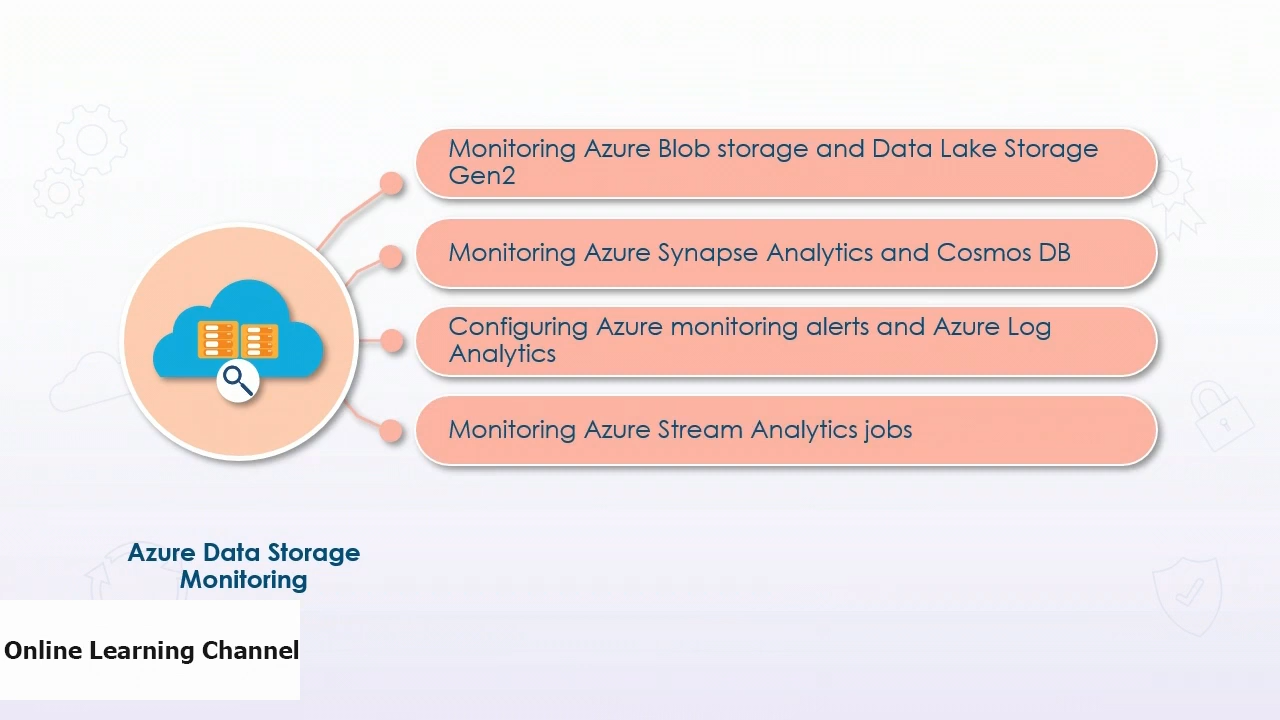 Monitoring Azure Blob storage and Data Lake Storage
Gen2
Monitoring Azure Synapse Analytics and Cosmos DB
Configuring Azure monitoring alerts and Azure Log
Analytics
Monitoring Azure Stream Analytics jobs
Azure Data Storage
Monitoring
Online Learning Channel